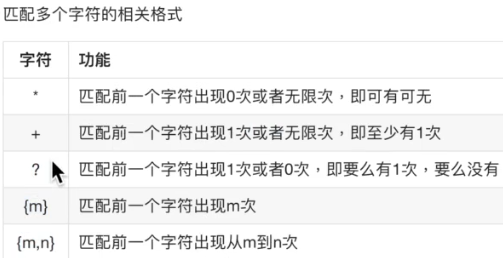 匹配多个字符的相关格式
字符 功能
* 匹配前一个字符出现0次或者无限次，即可有可无
+ 匹配前一个字符出现1次或者无限次，即至少有1次
? 匹配前一个字符出现1次或者0次，即要么有1次，要么没有
{m} 匹配前一个字符出现m次
{m,n} 匹配前一个字符出现从m到n次